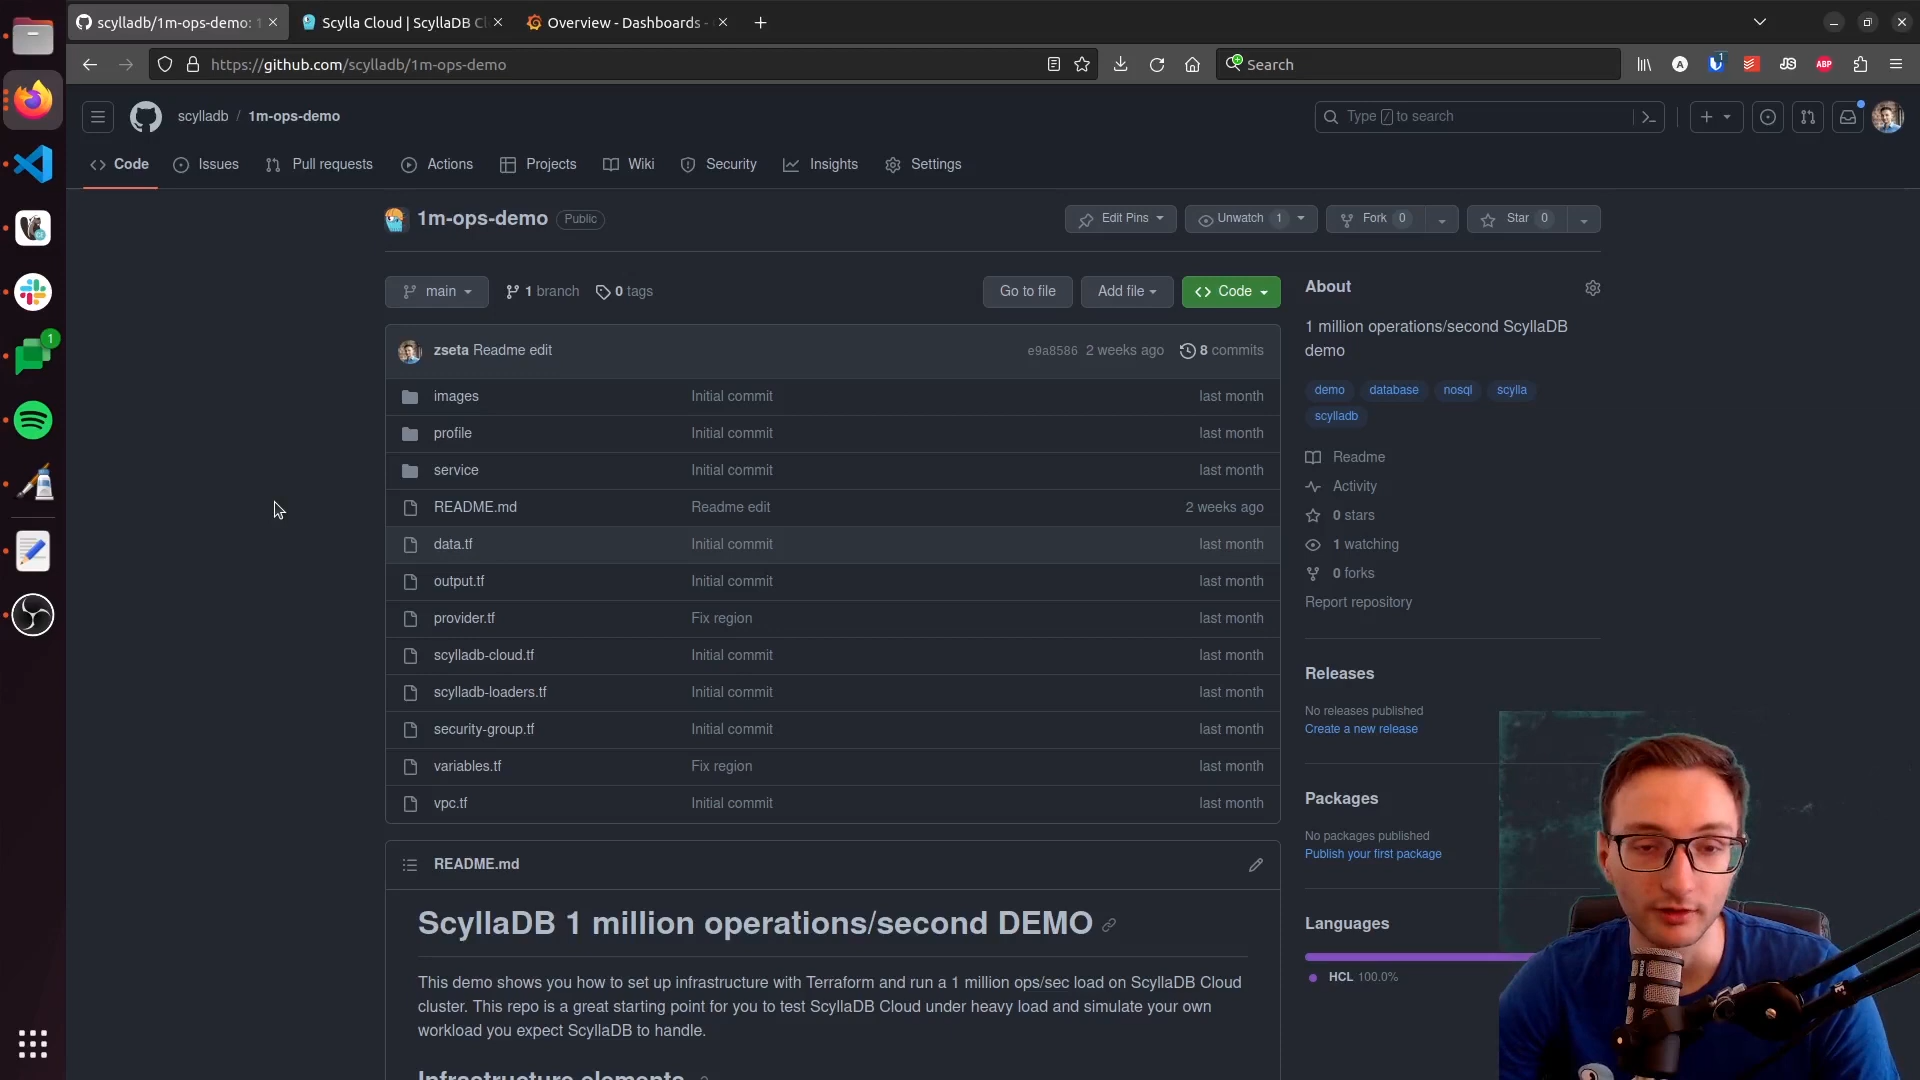 scylladb/1m-ops-demo: 1
Scylla Cloud | ScyllaDB C
Overview - Dashboards -
https://github.com/scylladb/1m-ops-demo
Search
1
JS
ABP
A
scylladb / 1m-ops-demo
Type / to search
Code
Issues
Pull requests
Actions
Projects
Wiki
Security
Insights
Settings
1m-ops-demo Public
Edit Pins
Unwatch 1
Fork 0
Star 0
main
1 branch
0 tags
Go to file
Add file
Code
zseta Readme edit
e9a8586 2 weeks ago
8 commits
images Initial commit last month
profile Initial commit last month
service Initial commit last month
README.md Readme edit 2 weeks ago
data.tf Initial commit last month
output.tf Initial commit last month
provider.tf Fix region last month
scylladb-cloud.tf Initial commit last month
scylladb-loaders.tf Initial commit last month
security-group.tf Initial commit last month
variables.tf Fix region last month
vpc.tf Initial commit last month
README.md
ScyllaDB 1 million operations/second DEMO
This demo shows you how to set up infrastructure with Terraform and run a 1 million ops/sec load on ScyllaDB Cloud
cluster. This repo is a great starting point for you to test ScyllaDB Cloud under heavy load and simulate your own
workload you expect ScyllaDB to handle.
Infrastructure elements
About
1 million operations/second ScyllaDB
demo
demo database nosql scylla
scylladb
Readme
Activity
0 stars
1 watching
0 forks
Report repository
Releases
No releases published
Create a new release
Packages
No packages published
Publish your first package
Languages
HCL 100.0%
1